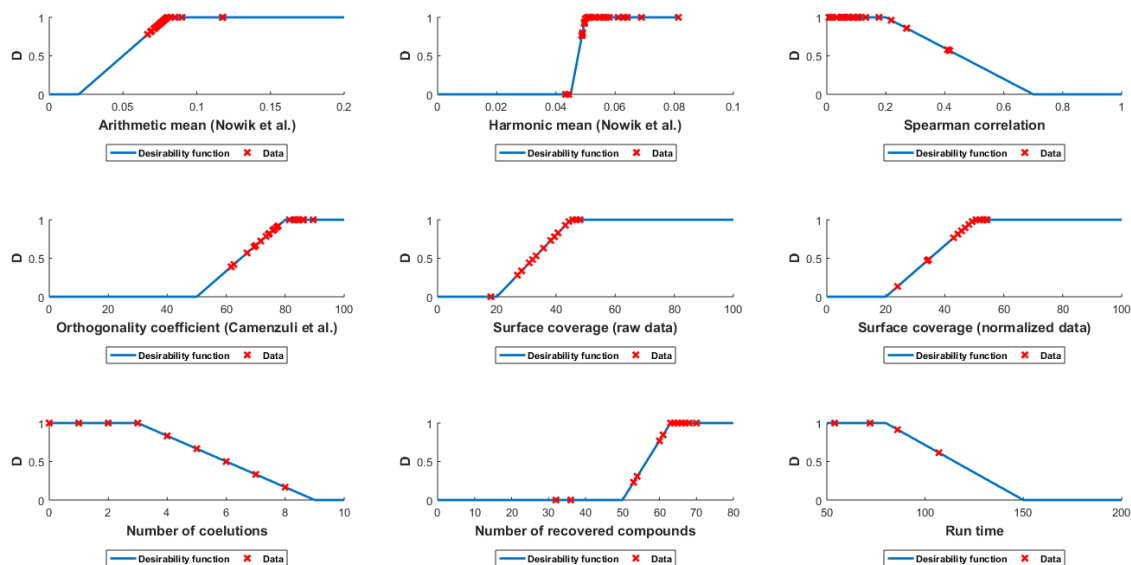 1
0.5
0
D
0 0.05 0.1 0.15 0.2
Arithmetic mean (Nowik et al.)
Desirability function Data
1
0.5
0
D
0 0.02 0.04 0.06 0.08 0.1
Harmonic mean (Nowik et al.)
Desirability function Data
1
0.5
0
D
0 0.2 0.4 0.6 0.8 1
Spearman correlation
Desirability function Data
1
0.5
0
D
0 20 40 60 80 100
Orthogonality coefficient (Camenzuli et al.)
Desirability function Data
1
0.5
0
D
0 20 40 60 80 100
Surface coverage (raw data)
Desirability function Data
1
0.5
0
D
0 20 40 60 80 100
Surface coverage (normalized data)
Desirability function Data
1
0.5
0
D
0 2 4 6 8 10
Number of coelutions
Desirability function Data
1
0.5
0
D
0 10 20 30 40 50 60 70 80
Number of recovered compounds
Desirability function Data
1
0.5
0
D
50 100 150 200
Run time
Desirability function Data